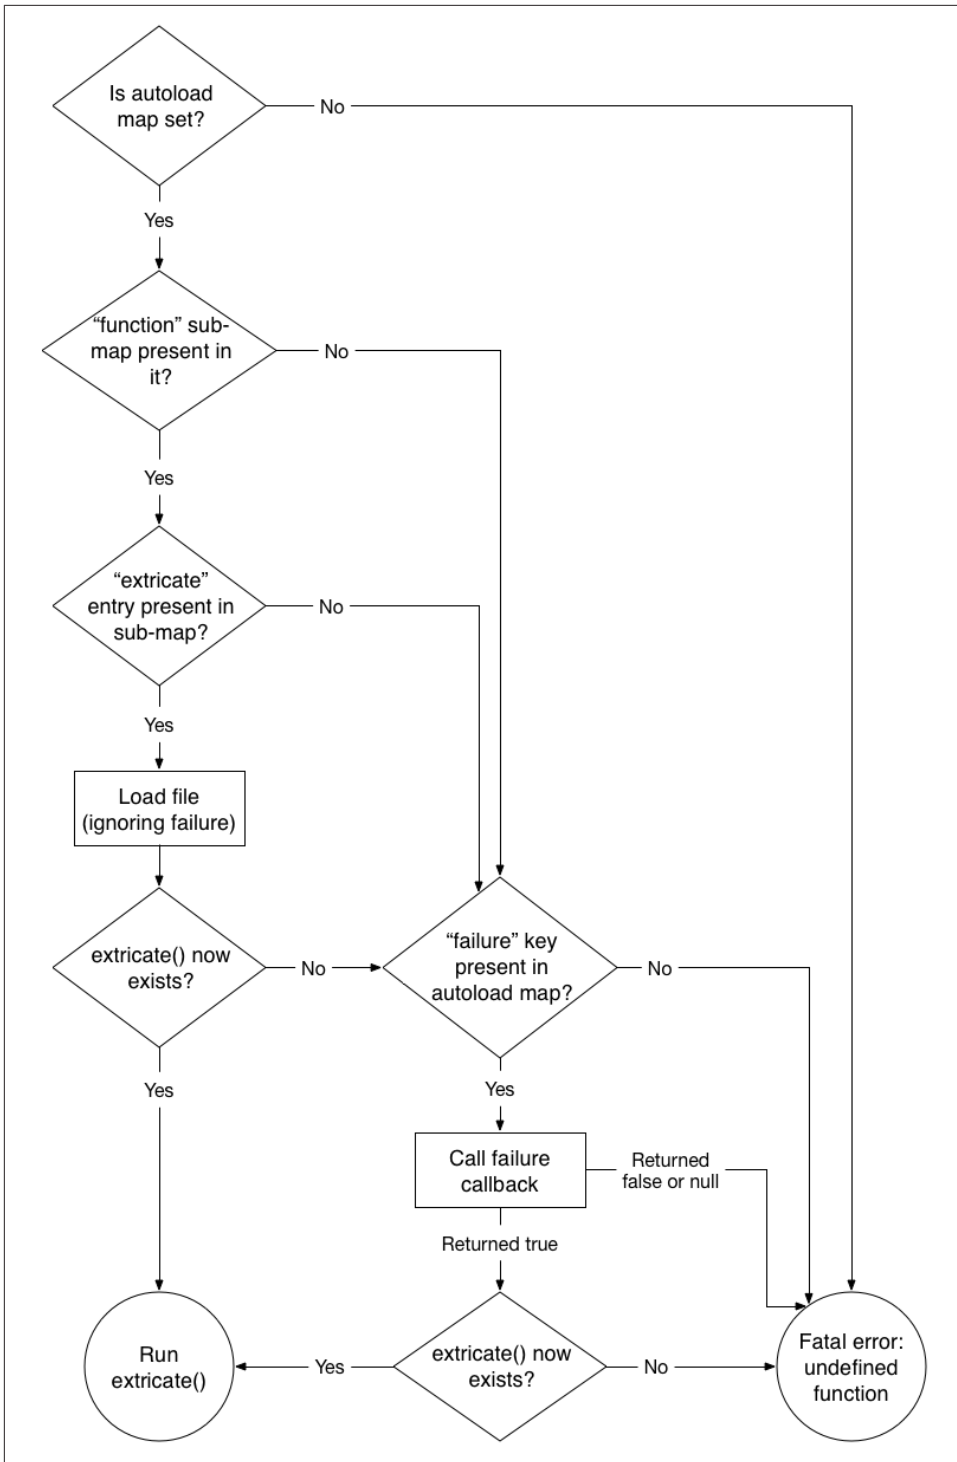 Is autoload
map set?
No
Yes
“function” sub-
map present in
it?
No
Yes
“extricate”
entry present in
sub-map?
No
Yes
Load file
(ignoring failure)
extricate() now
exists?
No
“failure” key
present in
autoload map?
No
Yes
Yes
Call failure
callback
Returned
false or null
Returned true
Run
extricate()
Yes
extricate() now
exists?
No
Fatal error:
undefined
function